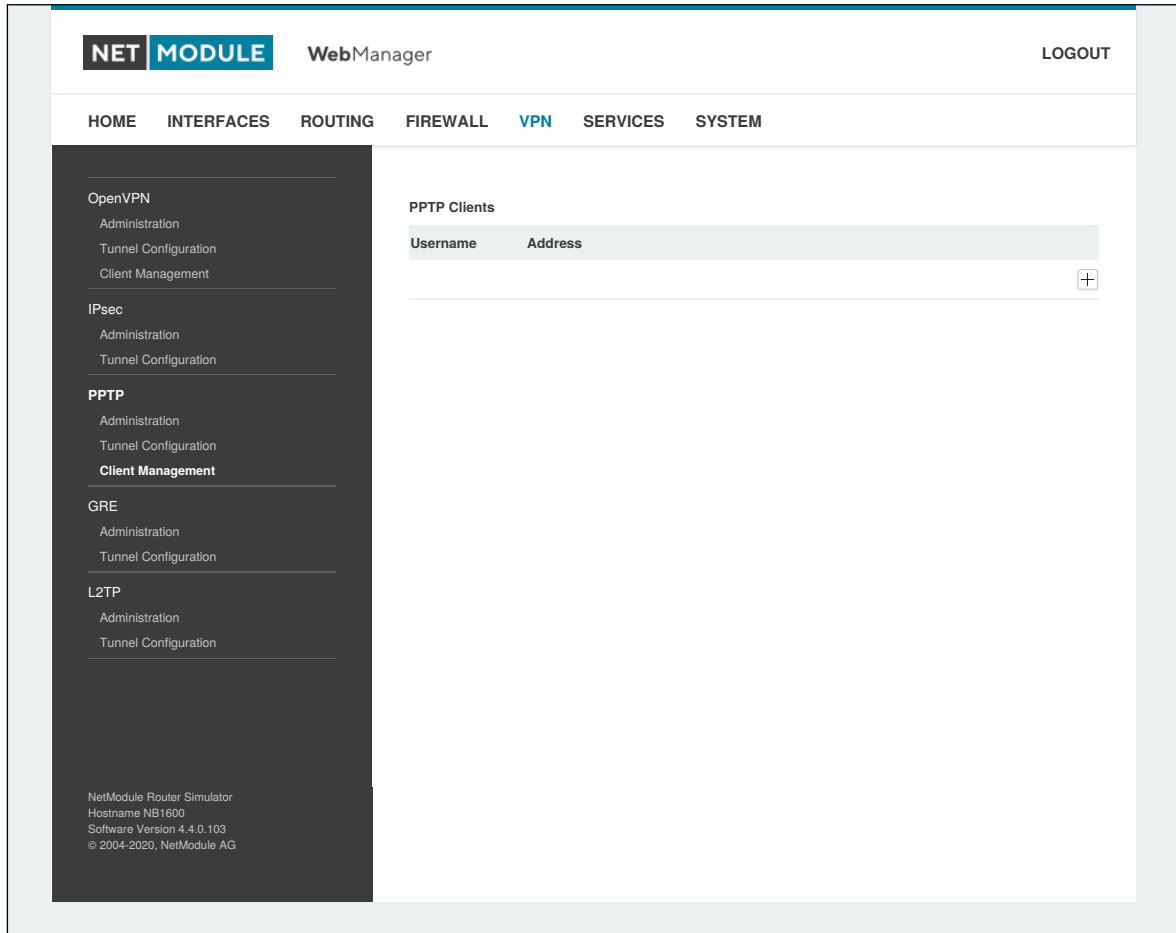 NET MODULE WebManager LOGOUT
HOME INTERFACES ROUTING FIREWALL VPN SERVICES SYSTEM
OpenVPN
Administration
Tunnel Configuration
Client Management
IPsec
Administration
Tunnel Configuration
PPTP
Administration
Tunnel Configuration
Client Management
GRE
Administration
Tunnel Configuration
L2TP
Administration
Tunnel Configuration
NetModule Router Simulator
Hostname NB1600
Software Version 4.4.0.103
© 2004-2020, NetModule AG
PPTP Clients
Username Address